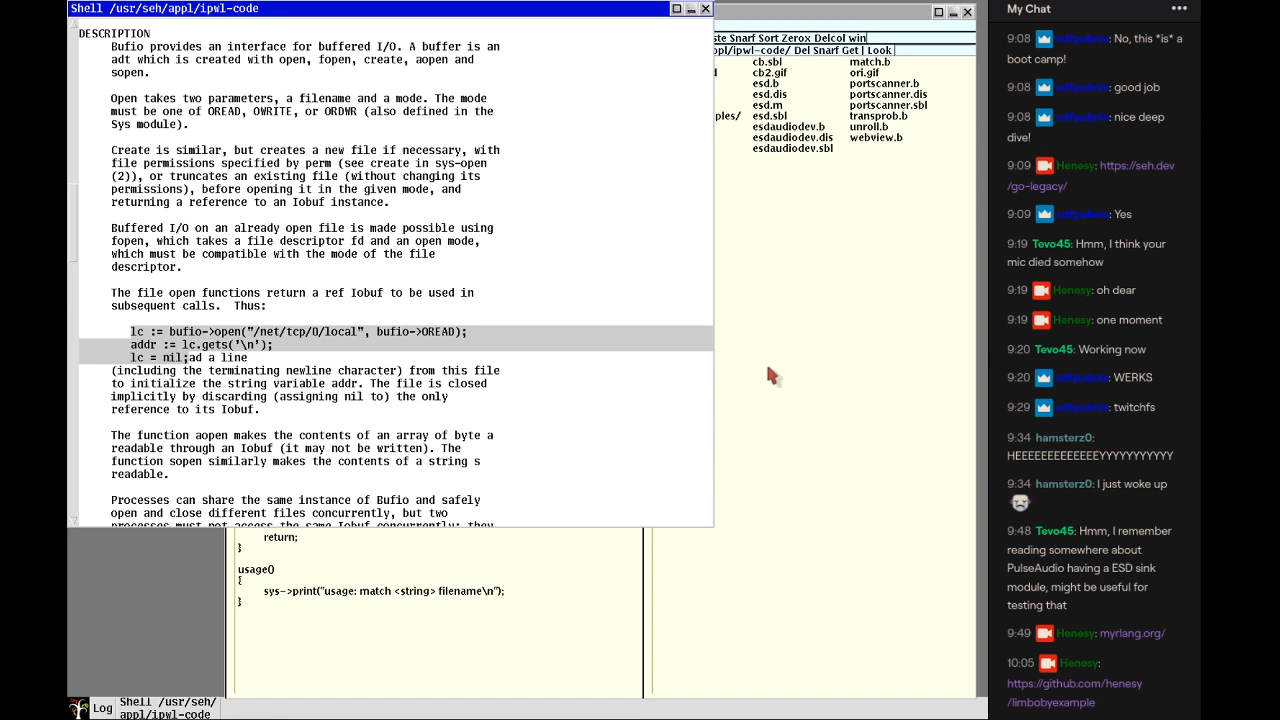 Shell /usr/seh/appl/ipwl-code
DESCRIPTION
Bufio provides an interface for buffered I/O. A buffer is an
adt which is created with open, fopen, create, aopen and
sopen.
Open takes two parameters, a filename and a mode. The mode
must be one of OREAD, OWRITE, or ORDWR (also defined in the
Sys module).
Create is similar, but creates a new file if necessary, with
file permissions specified by perm (see create in sys-open
(2)), or truncates an existing file (without changing its
permissions), before opening it in the given mode, and
returning a reference to an Iobuf instance.
Buffered I/O on an already open file is made possible using
fopen, which takes a file descriptor fd and an open mode,
which must be compatible with the mode of the file
descriptor.
The file open functions return a ref Iobuf to be used in
subsequent calls.  Thus:
lc := bufio->open("/net/tcp/0/local", bufio->OREAD);
addr := lc.gets('\n');
lc = nil;ad a line
(including the terminating newline character) from this file
to initialize the string variable addr. The file is closed
implicitly by discarding (assigning nil to) the only
reference to its Iobuf.
The function aopen makes the contents of an array of byte a
readable through an Iobuf (it may not be written). The
function sopen similarly makes the contents of a string s
readable.
Processes can share the same instance of Bufio and safely
open and close different files concurrently, but two
processes must not access the same Iobuf concurrently; they
return;
}
usage()
{
sys->print("usage: match <string> filename\n");
}
ste Snarf Sort Zerox Delcol win
ppl/ipwl-code/ Del Snarf Get | Look
cb.sbl match.b
d cb2.gif ori.gif
esd.b portscanner.b
esd.dis portscanner.dis
esd.m portscanner.sbl
ples/ esd.sbl transprob.b
esdaudiodev.b unroll.b
esdaudiodev.dis webview.b
esdaudiodev.sbl
Log
Shell /usr/seh/
appl/ipwl-code
My Chat
9:08 sdfpubnix: No, this *is* a
boot camp!
9:08 sdfpubnix: good job
9:08 sdfpubnix: nice deep
dive!
9:09 Henesy: https://seh.dev
/go-legacy/
9:09 sdfpubnix: Yes
9:19 Tevo45: Hmm, I think your
mic died somehow
9:19 Henesy: oh dear
9:19 Henesy: one moment
9:20 Tevo45: Working now
9:20 sdfpubnix: WERKS
9:29 sdfpubnix: twitchfs
9:34 hamsterz0:
HEEEEEEEEEEEEEYYYYYYYYYY
9:34 hamsterz0: I just woke up
9:48 Tevo45: Hmm, I remember
reading somewhere about
PulseAudio having a ESD sink
module, might be useful for
testing that
9:49 Henesy: myrlang.org/
10:05 Henesy:
https://github.com/henesy
/limbobyexample